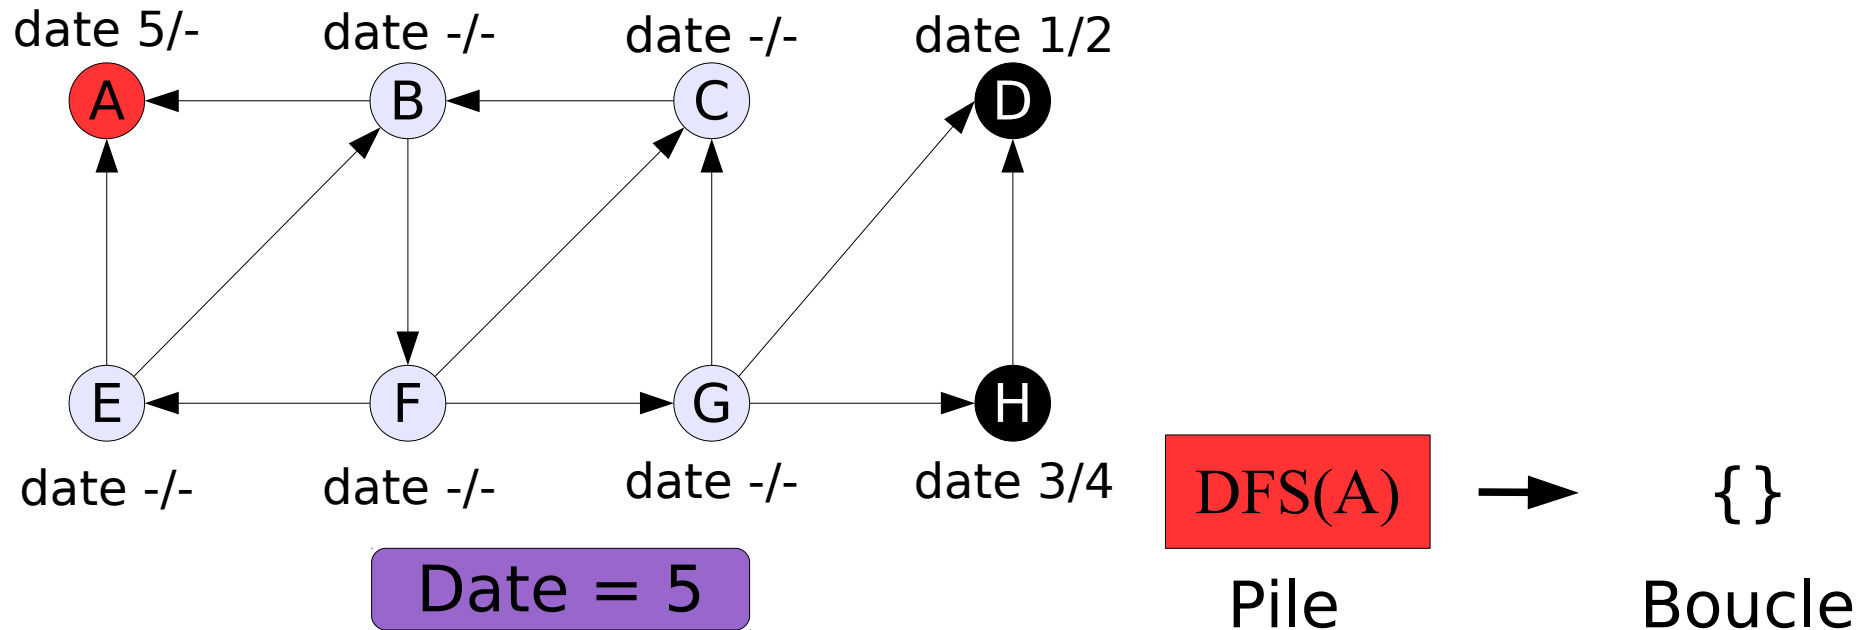 date 5/-
date -/-
date -/-
date 1/2
A
B
C
D
E
F
G
H
date -/-
date -/-
date -/-
date 3/4
DFS(A)
{}
Pile
Boucle
Date = 5